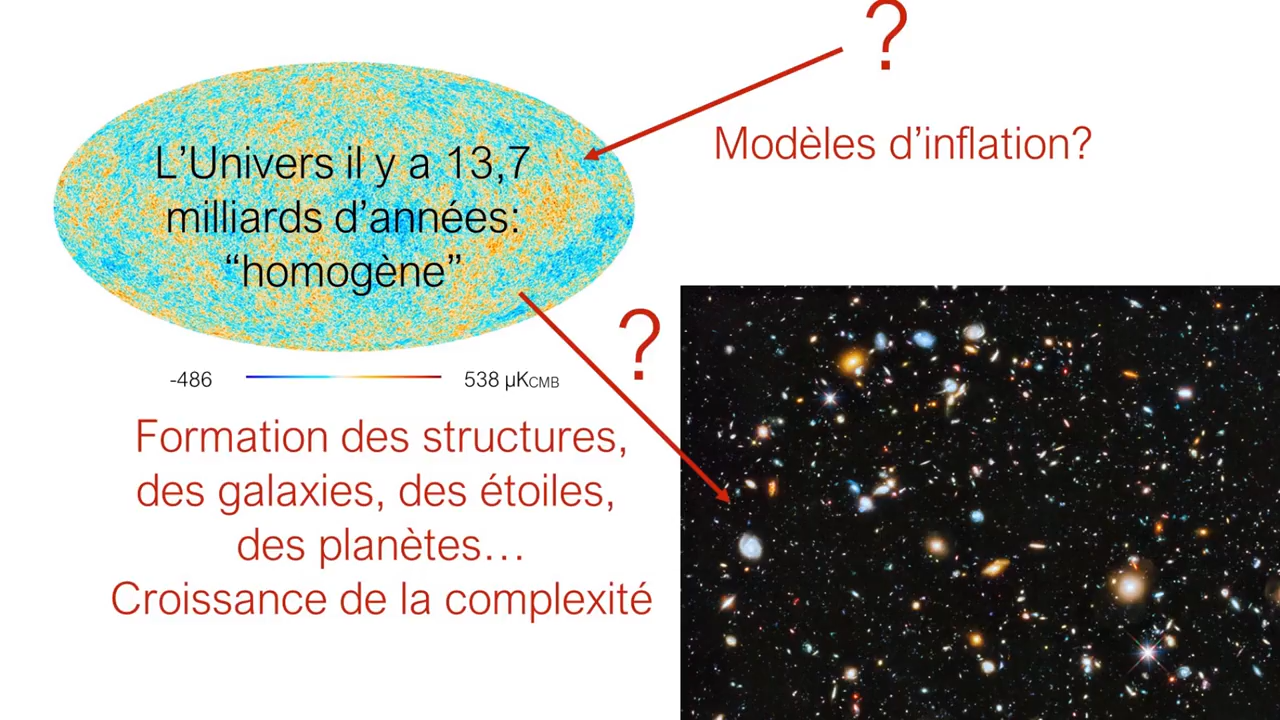 ?
Modèles d’inflation?
L’Univers il y a 13,7
milliards d’années:
“homogène”
?
-486
538 µKCMB
Formation des structures,
des galaxies, des étoiles,
des planètes…
Croissance de la complexité